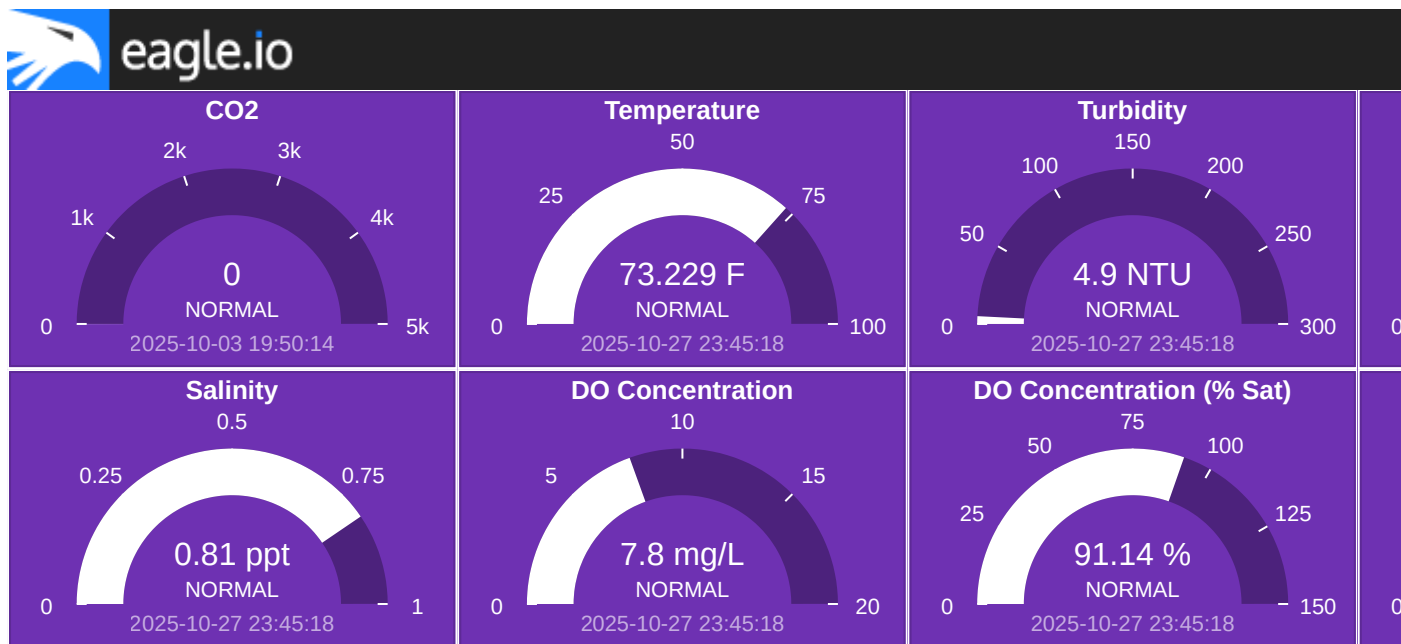 eagle.io
CO2
2k
3k
1k
4k
0
NORMAL
0
5k
2025-10-03 19:50:14
Temperature
50
25
75
73.229 F
NORMAL
0
100
2025-10-27 23:45:18
Turbidity
150
100
200
50
250
4.9 NTU
NORMAL
0
300
2025-10-27 23:45:18
0
Salinity
0.5
0.25
0.75
0.81 ppt
NORMAL
0
1
2025-10-27 23:45:18
DO Concentration
10
5
15
7.8 mg/L
NORMAL
0
20
2025-10-27 23:45:18
DO Concentration (% Sat)
75
50
100
25
125
91.14 %
NORMAL
0
150
2025-10-27 23:45:18
0